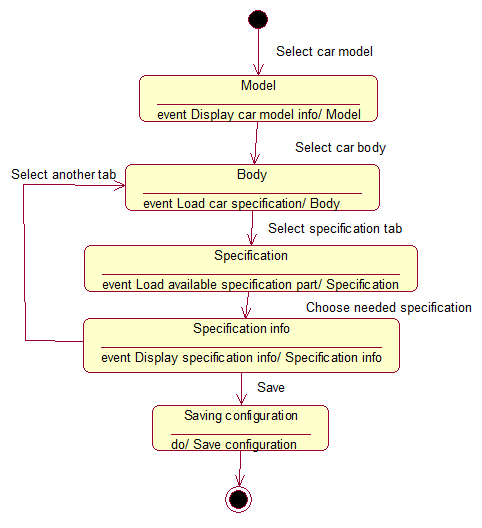 Select car model
Model
event Display car model info/ Model
Select car body
Body
event Load car specification/ Body
Select another tab
Select specification tab
Specification
event Load available specification part/ Specification
Choose needed specification
Specification info
event Display specification info/ Specification info
Save
Saving configuration
do/ Save configuration